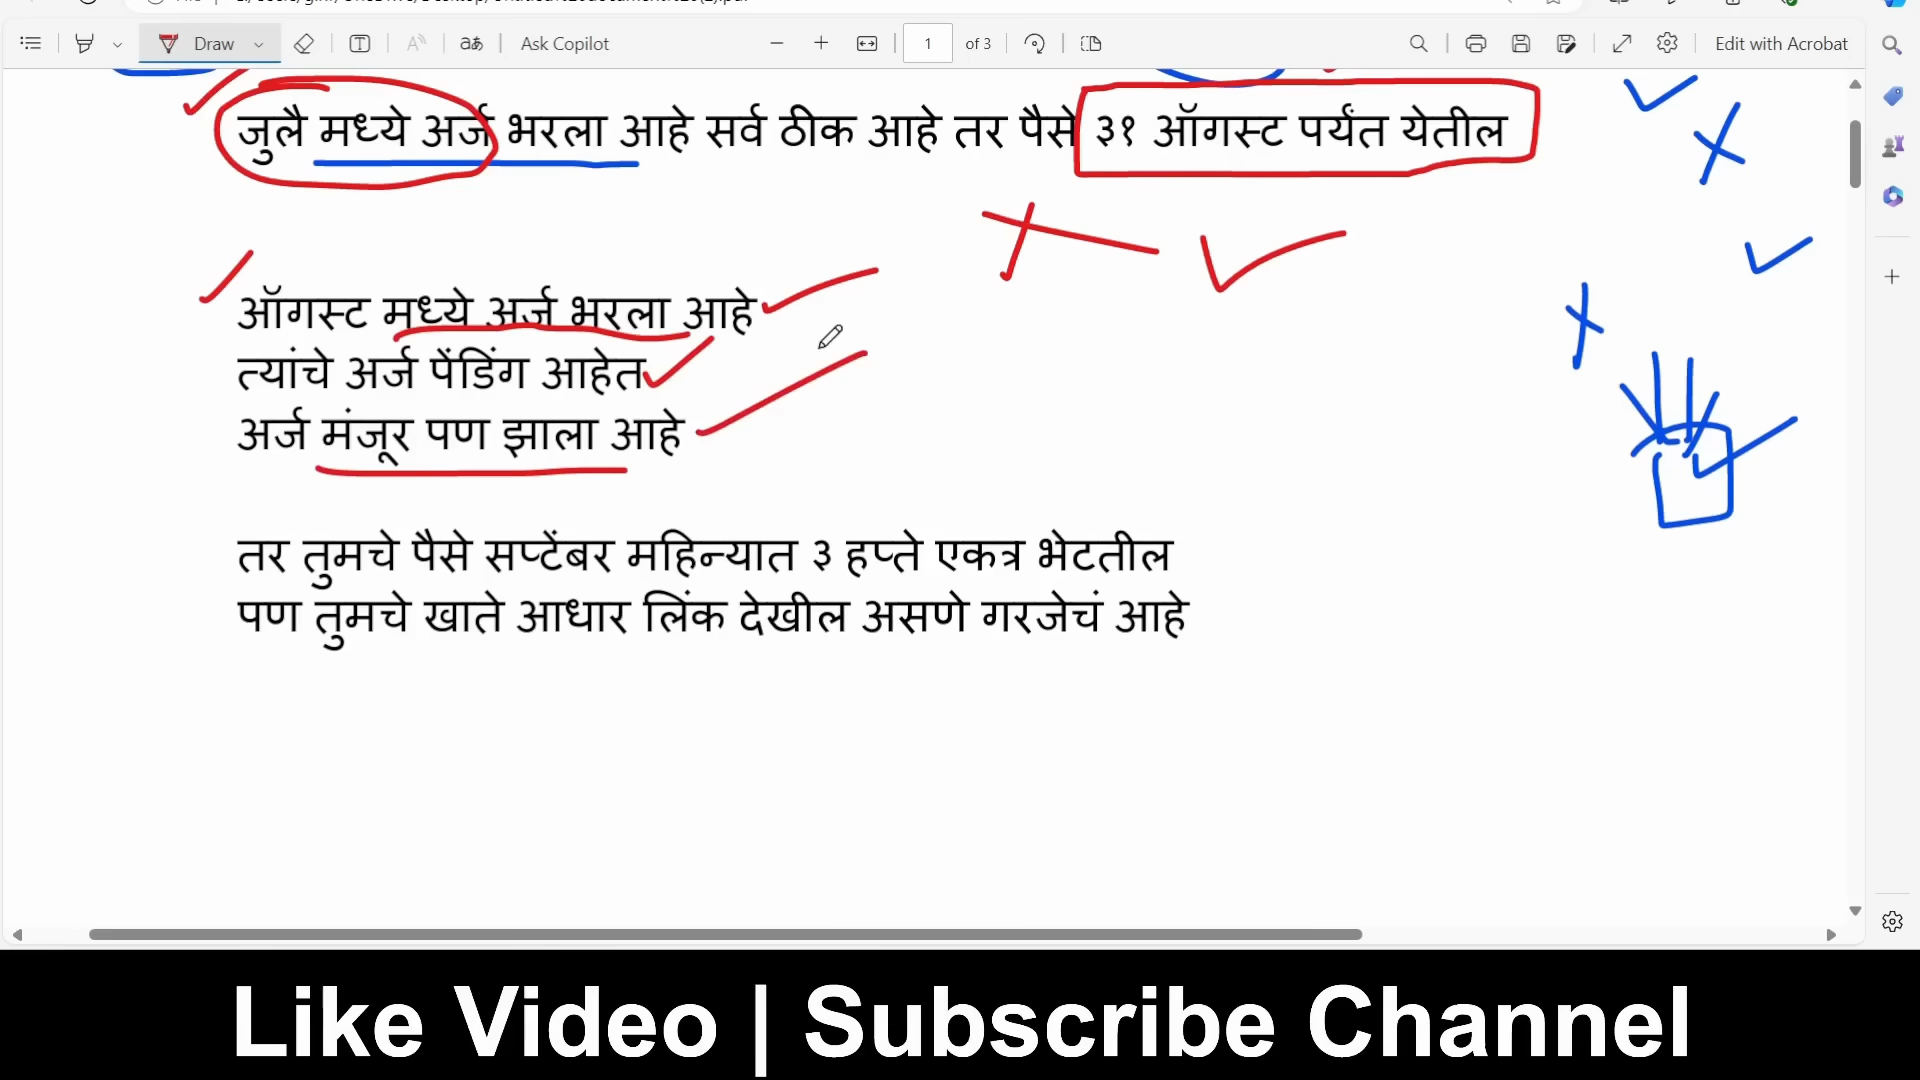 Draw
Ask Copilot
1 of 3
Edit with Acrobat
जुलै मध्ये अर्ज भरला आहे सर्व ठीक आहे तर पैसे ३१ ऑगस्ट पर्यंत येतील
ऑगस्ट मध्ये अर्ज भरला आहे
त्यांचे अर्ज पेंडिंग आहेत
अर्ज मंजूर पण झाला आहे
तर तुमचे पैसे सप्टेंबर महिन्यात ३ हप्ते एकत्र भेटतील
पण तुमचे खाते आधार लिंक देखील असणे गरजेचं आहे
Like Video | Subscribe Channel